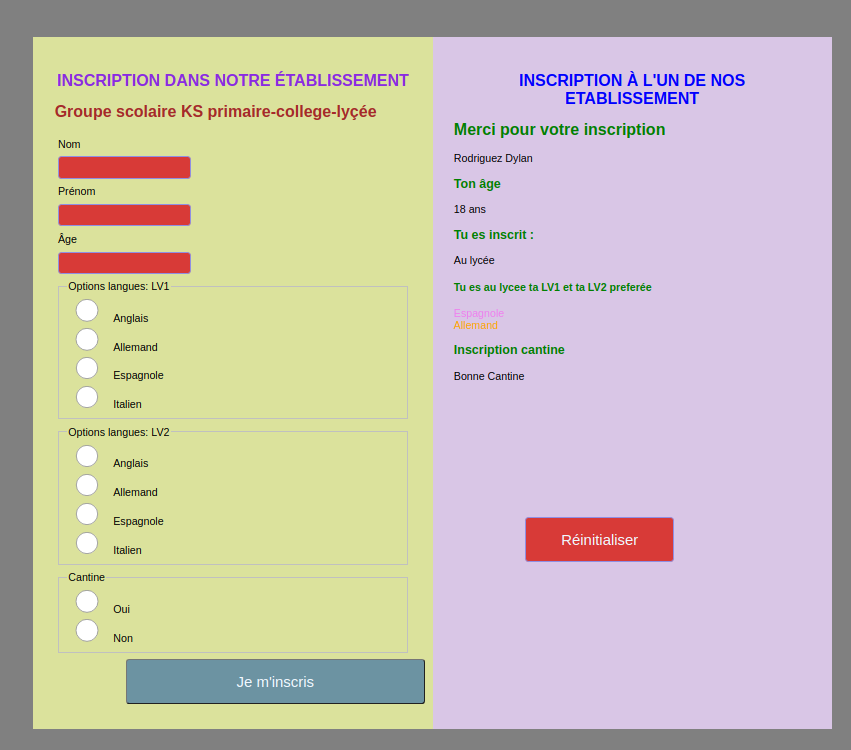 INSCRIPTION DANS NOTRE ÉTABLISSEMENT
Groupe scolaire KS primaire-college-lyçée
Nom
Prénom
Âge
Options langues: LV1
Anglais
Allemand
Espagnole
Italien
Options langues: LV2
Anglais
Allemand
Espagnole
Italien
Cantine
Oui
Non
Je m'inscris
INSCRIPTION À L'UN DE NOS
ETABLISSEMENT
Merci pour votre inscription
Rodriguez Dylan
Ton âge
18 ans
Tu es inscrit :
Au lycée
Tu es au lycee ta LV1 et ta LV2 preferée
Espagnole
Allemand
Inscription cantine
Bonne Cantine
Réinitialiser